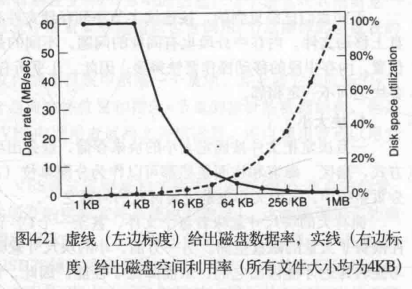 Data rate (MB/sec)
60
50
40
30
20
10
0
100%
80%
60%
40%
20%
0%
Disk space utilization
1 KB
4 KB
16 KB
64 KB
256 KB
1MB
图4-21 虚线（左边标度）给出磁盘数据率，实线（右边标
度）给出磁盘空间利用率（所有文件大小均为4KB）